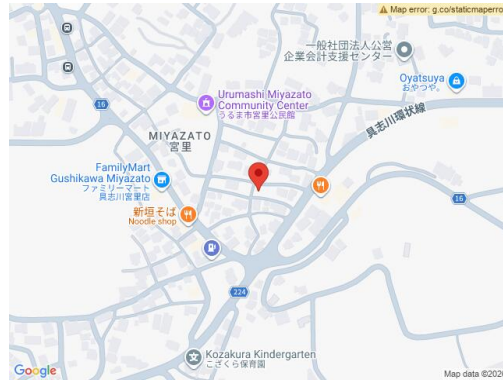 Map error: g.co/staticmaperro
一般社団法人公営
企業会計支援センター
Oyatsuya
おやつや。
16
Urumashi Miyazato
Community Center
うるま市宮里公民館
具志川環状線
MIYAZATO
宮里
FamilyMart
Gushikawa Miyazato
ファミリーマート
具志川宮里店
新垣そば
Noodle shop
16
224
Kozakura Kindergarten
こざくら保育園
Google
Map data ©202